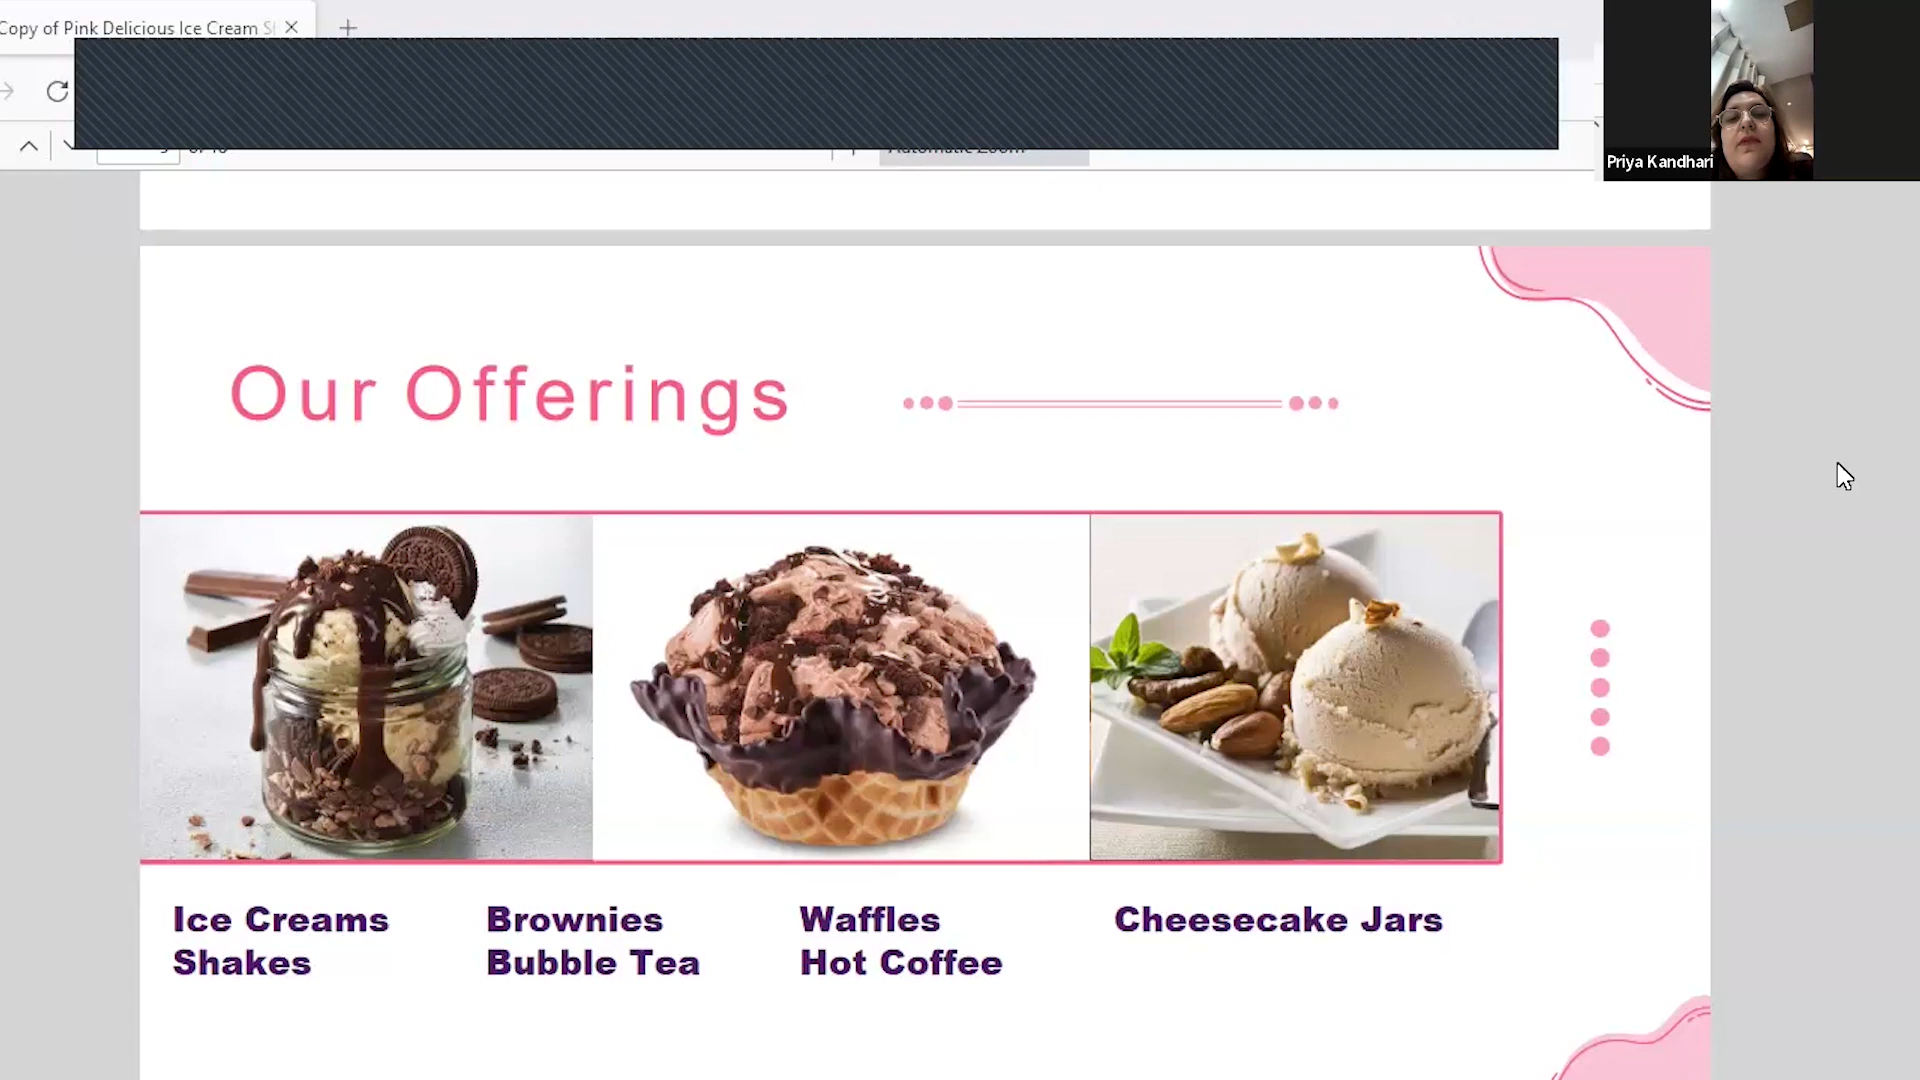 Copy of Pink Delicious Ice Cream S
Priya Kandhari
Our Offerings
Ice Creams
Shakes
Brownies
Bubble Tea
Waffles
Hot Coffee
Cheesecake Jars